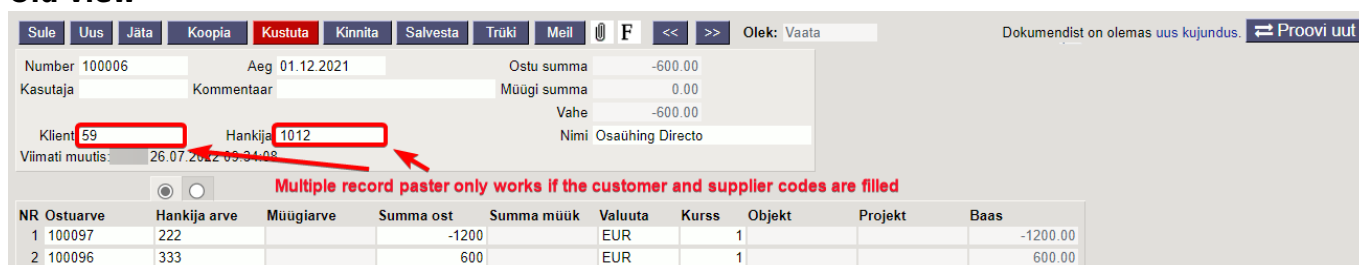 Old View
Sule Uus Jäta Koopia Kustuta Kinnita Salvesta Trüki Meil F << >> Olek: Vaata Dokumendist on olemas uus kujundus. Proovi uut
Number 100006 Aeg 01.12.2021 Ostu summa -600.00
Kasutaja Kommentaar Müügi summa 0.00
Vahe -600.00
Klient 59 Hankija 1012 Nimi Osaühing Directo
Viimati muutis: 26.07.2022 09:34:08
Multiple record paster only works if the customer and supplier codes are filled
NR Ostuarve Hankija arve Müügiarve Summa ost Summa müük Valuuta Kurss Objekt Projekt Baas
1 100097 222 -1200 EUR 1 -1200.00
2 100096 333 600 EUR 1 600.00